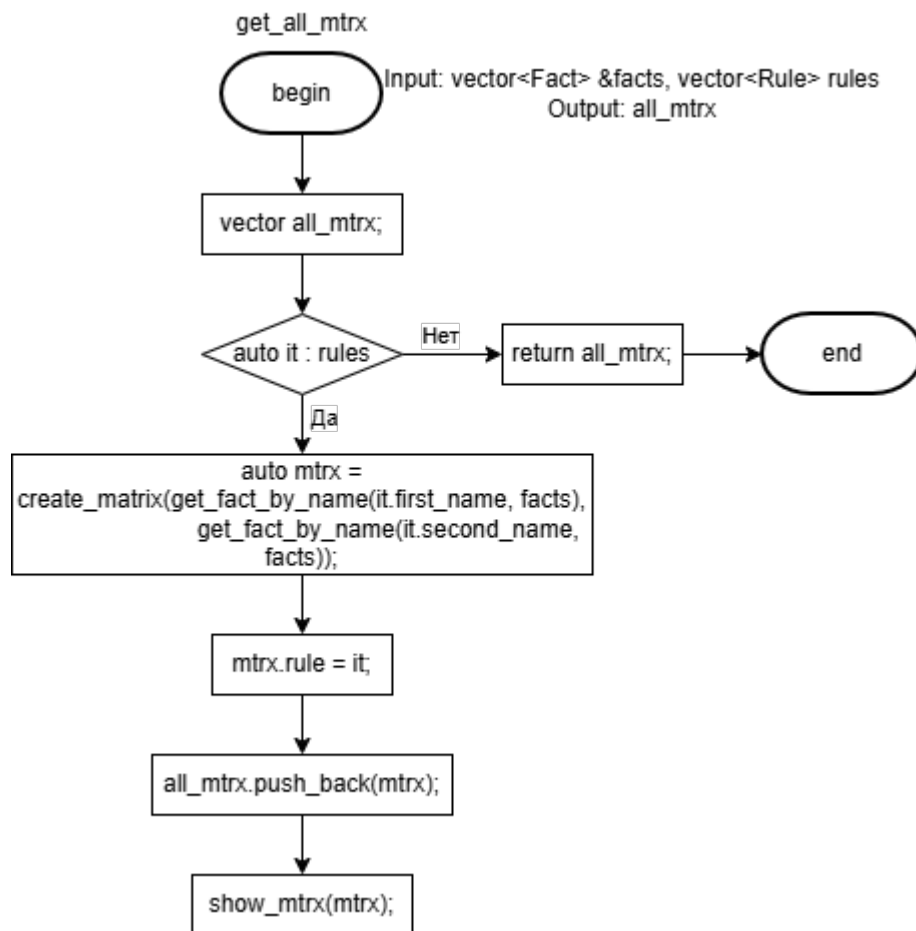 get_all_mtrx
begin
Input: vector<Fact> &facts, vector<Rule> rules
Output: all_mtrx
vector all_mtrx;
auto it : rules
Нет
return all_mtrx;
end
Да
auto mtrx =
create_matrix(get_fact_by_name(it.first_name, facts),
get_fact_by_name(it.second_name,
facts));
mtrx.rule = it;
all_mtrx.push_back(mtrx);
show_mtrx(mtrx);